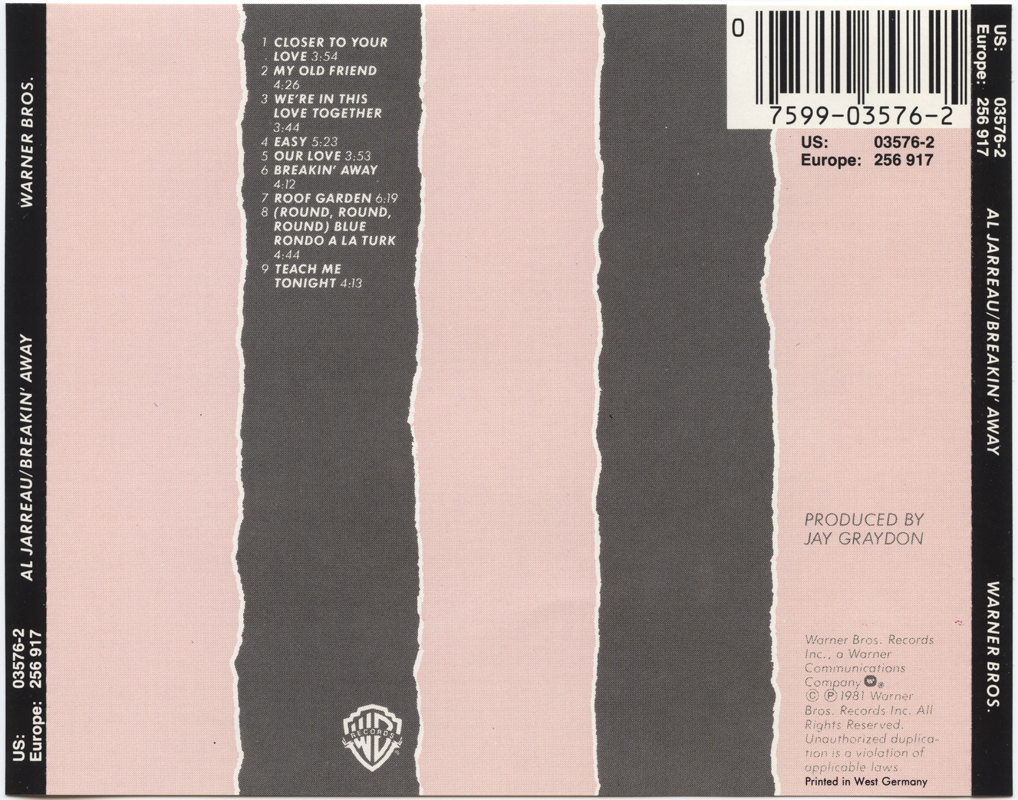 WARNER BROS.
AL JARREAU/BREAKIN' AWAY
US: 03576-2
Europe: 256 917
1 CLOSER TO YOUR
LOVE 3:54
2 MY OLD FRIEND
4:26
3 WE'RE IN THIS
LOVE TOGETHER
3:44
4 EASY 5:23
5 OUR LOVE 3:53
6 BREAKIN' AWAY
4:12
7 ROOF GARDEN 6:19
8 (ROUND, ROUND,
ROUND) BLUE
RONDO A LA TURK
4:44
9 TEACH ME
TONIGHT 4:13
RECORDS
0
7599-03576-2
US: 03576-2
Europe: 256 917
PRODUCED BY
JAY GRAYDON
Warner Bros. Records
Inc., a Warner
Communications
Company W ®
© ℗ 1981 Warner
Bros. Records Inc. All
Rights Reserved.
Unauthorized duplica-
tion is a violation of
applicable laws.
Printed in West Germany
US: 03576-2
Europe: 256 917
AL JARREAU/BREAKIN' AWAY
WARNER BROS.